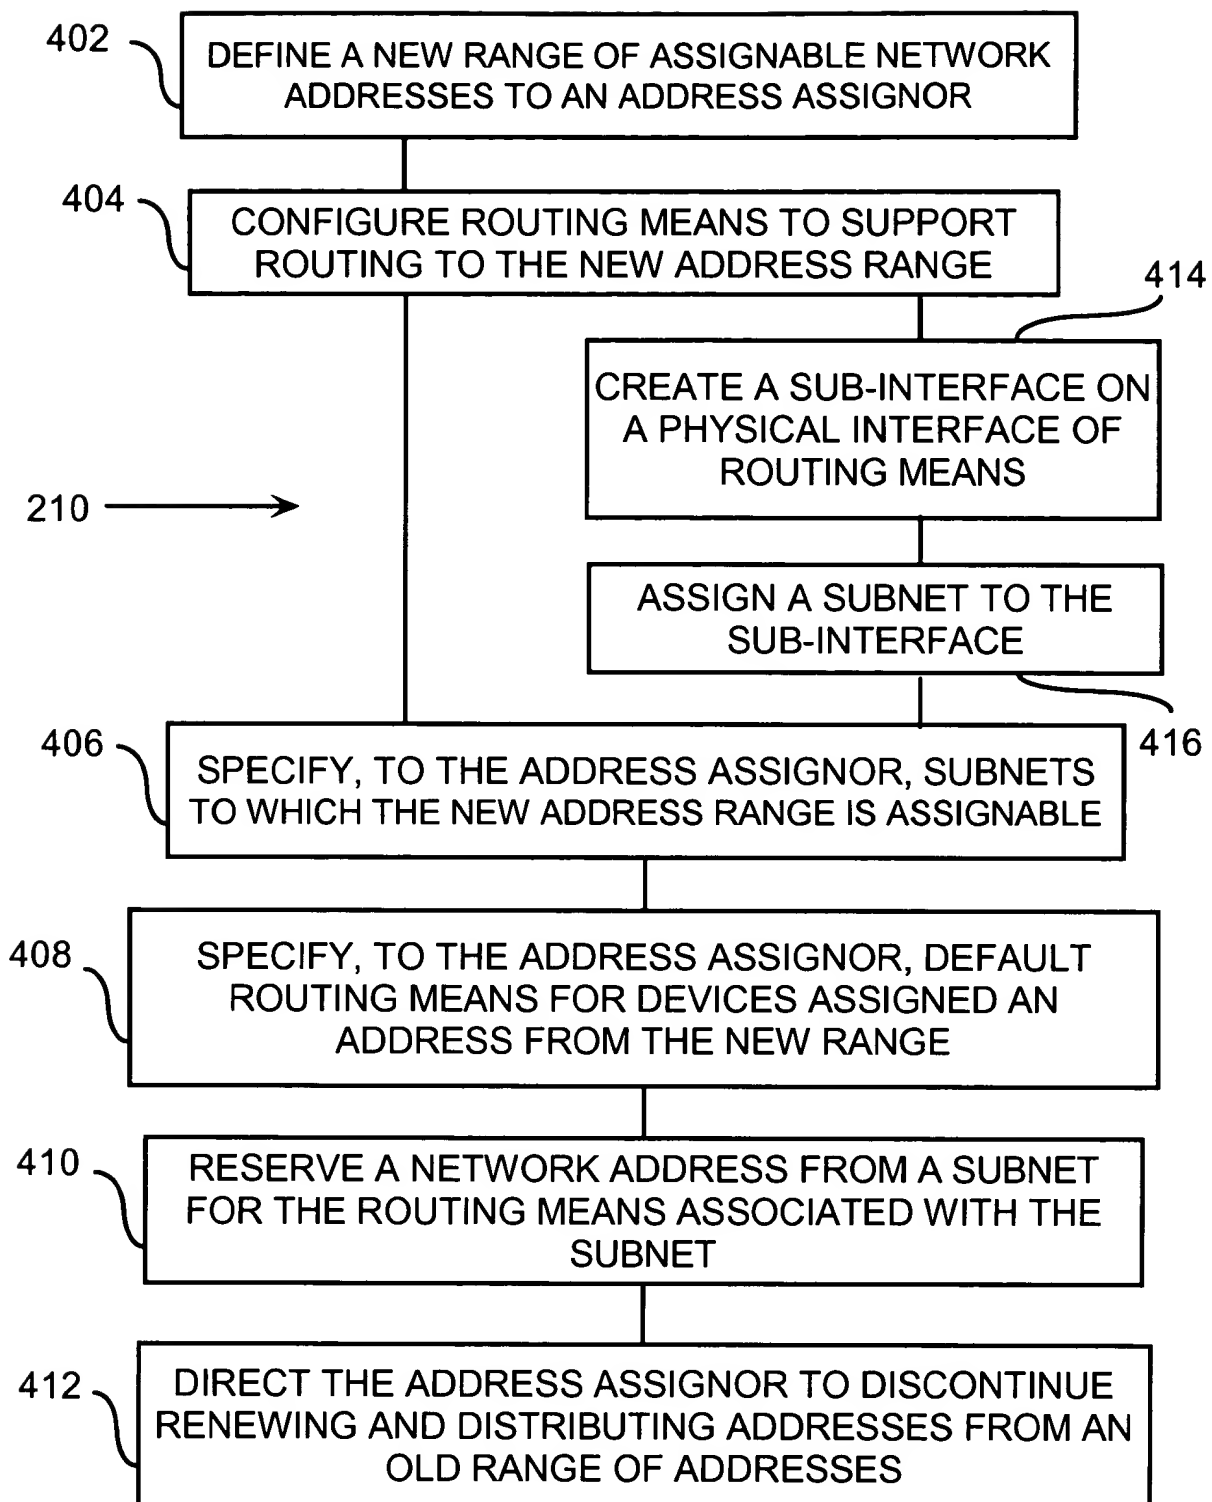 402
DEFINE A NEW RANGE OF ASSIGNABLE NETWORK
ADDRESSES TO AN ADDRESS ASSIGNOR
404
CONFIGURE ROUTING MEANS TO SUPPORT
ROUTING TO THE NEW ADDRESS RANGE
414
CREATE A SUB-INTERFACE ON
A PHYSICAL INTERFACE OF
ROUTING MEANS
210
ASSIGN A SUBNET TO THE
SUB-INTERFACE
416
406
SPECIFY, TO THE ADDRESS ASSIGNOR, SUBNETS
TO WHICH THE NEW ADDRESS RANGE IS ASSIGNABLE
408
SPECIFY, TO THE ADDRESS ASSIGNOR, DEFAULT
ROUTING MEANS FOR DEVICES ASSIGNED AN
ADDRESS FROM THE NEW RANGE
410
RESERVE A NETWORK ADDRESS FROM A SUBNET
FOR THE ROUTING MEANS ASSOCIATED WITH THE
SUBNET
412
DIRECT THE ADDRESS ASSIGNOR TO DISCONTINUE
RENEWING AND DISTRIBUTING ADDRESSES FROM AN
OLD RANGE OF ADDRESSES